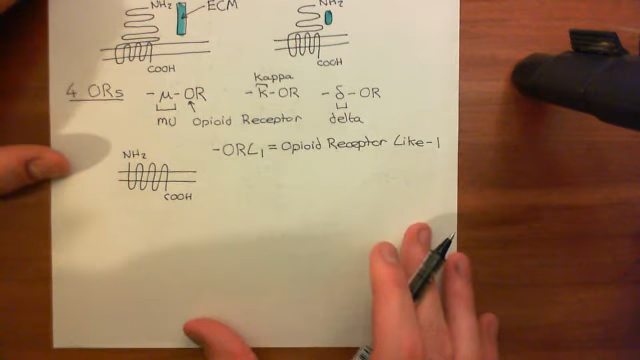 NH₂ ECM NH₂
COOH COOH
Kappa
4 ORs -μ-OR -κ-OR -δ-OR
mu Opioid Receptor delta
-ORL₁ = Opioid Receptor Like-1
NH₂
COOH